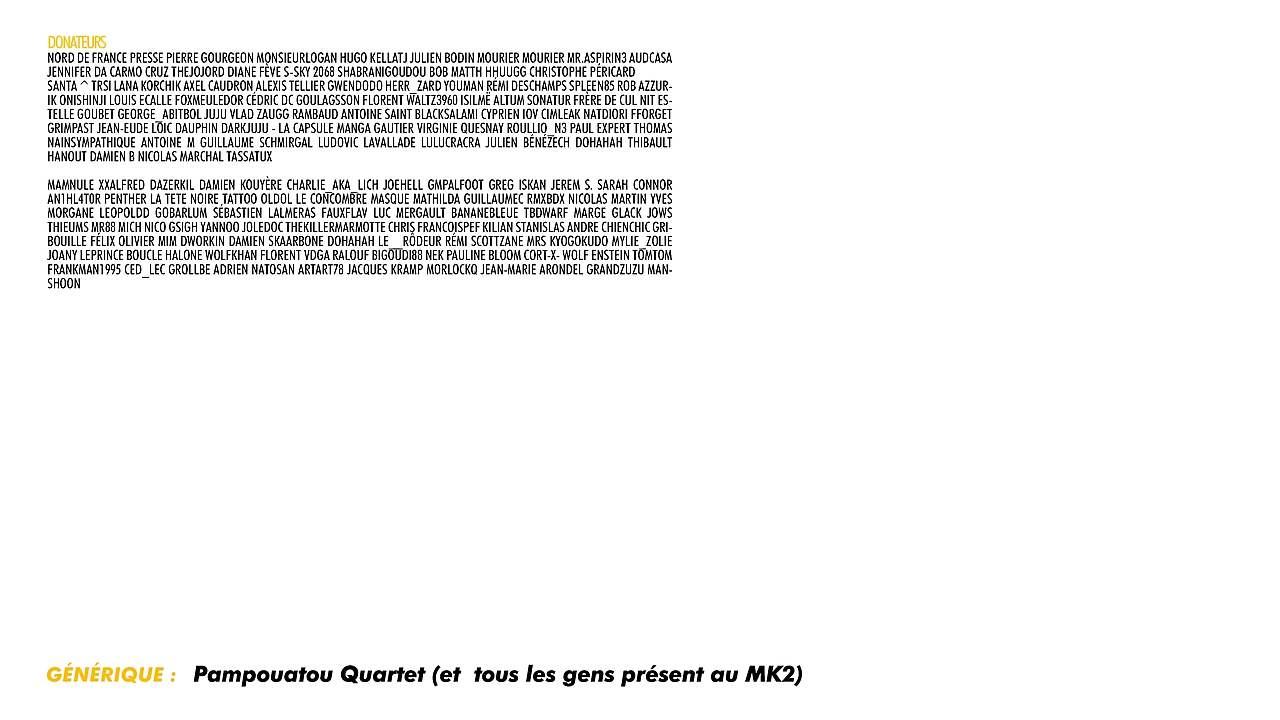 DONATEURS
NORD DE FRANCE PRESSE PIERRE GOURGEON MONSIEURLOGAN HUGO KELLATJ JULIEN BODIN MOURIER MOURIER MR.ASPIRIN3 AUDCASA
JENNIFER DA CARMO CRUZ THEJOJORD DIANE FÈVE S-SKY 2068 SHABRANIGOUDOU BOB MATTH HHUUGG CHRISTOPHE PÉRICARD
SANTA ^ TRSI LANA KORCHIK AXEL CAUDRON ALEXIS TELLIER GWENDODO HERR_ZARD YOUMAN RÉMI DESCHAMPS SPLEEN85 ROB AZZUR-
IK ONISHINJI LOUIS ECALLE FOXMEULEDOR CÉDRIC DC GOULAGSSON FLORENT WALTZ3960 ISILMË ALTUM SONATUR FRÈRE DE CUL NIT ES-
TELLE GOUBET GEORGE_ABITBOL JUJU VLAD ZAUGG RAMBAUD ANTOINE SAINT BLACKSALAMI CYPRIEN IOV CIMLEAK NATDIORI FFORGET
GRIMPAST JEAN-EUDE LOÏC DAUPHIN DARKJUJU - LA CAPSULE MANGA GAUTIER VIRGINIE QUESNAY ROULLIO_N3 PAUL EXPERT THOMAS
NAINSYMPATHIQUE ANTOINE M GUILLAUME SCHMIRGAL LUDOVIC LAVALLADE LULUCRACRA JULIEN BÉNÉZECH DOHAHAH THIBAULT
HANOUT DAMIEN B NICOLAS MARCHAL TASSATUX
MAMNULE XXALFRED DAZERKIL DAMIEN KOUYÈRE CHARLIE_AKA_LICH JOEHELL GMPALFOOT GREG ISKAN JEREM S. SARAH CONNOR
AN1HL4T0R PENTHER LA TETE NOIRE TATTOO OLDOL LE CONCOMBRE MASQUE MATHILDA GUILLAUMEC RMXBDX NICOLAS MARTIN YVES
MORGANE LEOPOLDD GOBARLUM SÉBASTIEN LALMERAS FAUXFLAV LUC MERGAULT BANANEBLEUE TBDWARF MARGE GLACK JOWS
THIEUMS MR88 MICH NICO GSIGH YANNOO JOLEDOC THEKILLERMARMOTTE CHRIS FRANCOISPEF KILIAN STANISLAS ANDRE CHIENCHIC GRI-
BOUILLE FÉLIX OLIVIER MIM DWORKIN DAMIEN SKAARBONE DOHAHAH LE__RÔDEUR RÉMI SCOTTZANE MRS KYOGOKUDO MYLIE_ZOLIE
JOANY LEPRINCE BOUCLE HALONE WOLFKHAN FLORENT VDGA RALOUF BIGOUDI88 NEK PAULINE BLOOM CORT-X- WOLF ENSTEIN TOMTOM
FRANKMAN1995 CED_LEC GROLLBE ADRIEN NATOSAN ARTART78 JACQUES KRAMP MORLOCKQ JEAN-MARIE ARONDEL GRANDZUZU MAN-
SHOON
GÉNÉRIQUE : Pampouatou Quartet (et tous les gens présent au MK2)